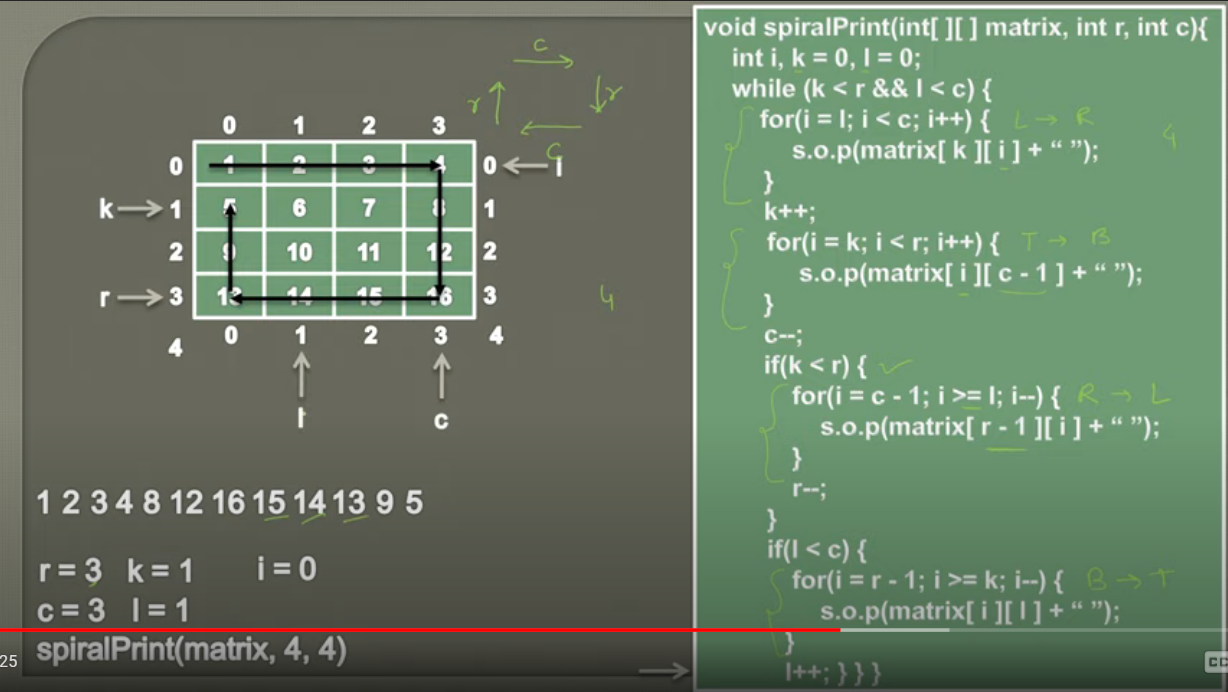 c
r r
c
0 1 2 3
0 1 2 3 4 0 i
k 1 5 6 7 8 1
2 9 10 11 12 2
r 3 13 14 15 16 3
4 0 1 2 3 4
l c
4
4
1 2 3 4 8 12 16 15 14 13 9 5
r = 3 k = 1 i = 0
c = 3 l = 1
spiralPrint(matrix, 4, 4)
25
void spiralPrint(int[ ][ ] matrix, int r, int c){
int i, k = 0, l = 0;
while (k < r && l < c) {
for(i = l; i < c; i++) { L → R
s.o.p(matrix[ k ][ i ] + “ ”);
}
k++;
for(i = k; i < r; i++) { T → B
s.o.p(matrix[ i ][ c - 1 ] + “ ”);
}
c--;
if(k < r) { ✓
for(i = c - 1; i >= l; i--) { R → L
s.o.p(matrix[ r - 1 ][ i ] + “ ”);
}
r--;
}
if(l < c) {
for(i = r - 1; i >= k; i--) { B → T
s.o.p(matrix[ i ][ l ] + “ ”);
}
l++; } } }
CC